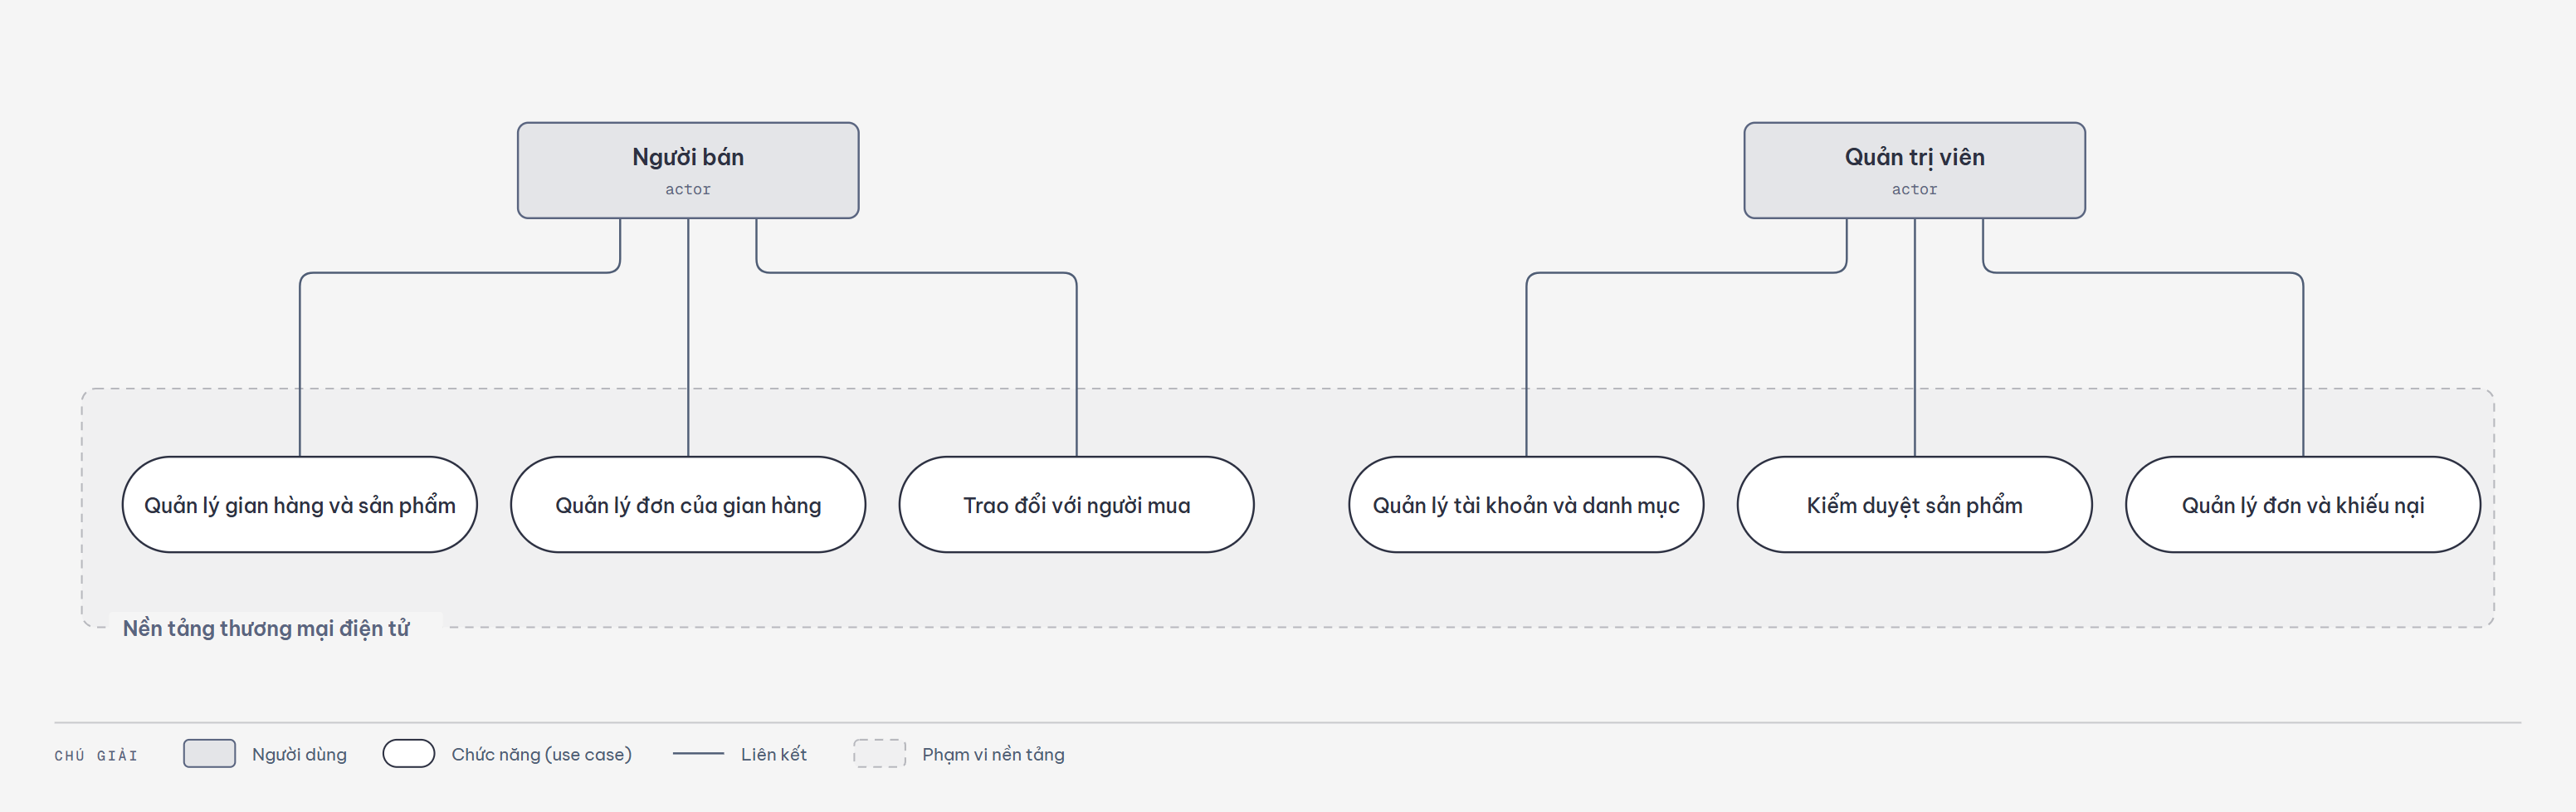 Người bán
actor
Quản trị viên
actor
Quản lý gian hàng và sản phẩm
Quản lý đơn của gian hàng
Trao đổi với người mua
Quản lý tài khoản và danh mục
Kiểm duyệt sản phẩm
Quản lý đơn và khiếu nại
Nền tảng thương mại điện tử
CHÚ GIẢI
Người dùng
Chức năng (use case)
Liên kết
Phạm vi nền tảng